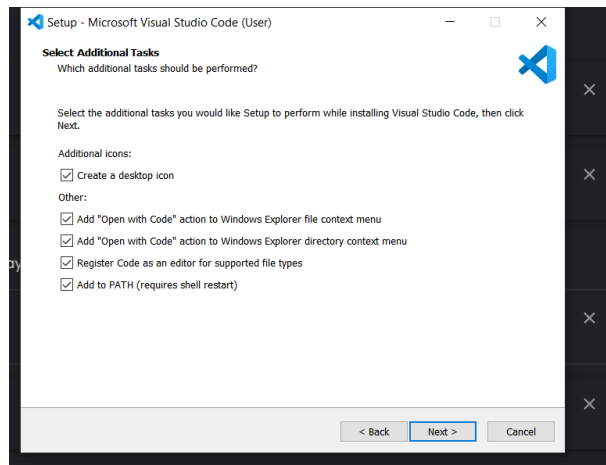 Setup - Microsoft Visual Studio Code (User)
Select Additional Tasks
Which additional tasks should be performed?
Select the additional tasks you would like Setup to perform while installing Visual Studio Code, then click
Next.
Additional icons:
Create a desktop icon
Other:
Add "Open with Code" action to Windows Explorer file context menu
Add "Open with Code" action to Windows Explorer directory context menu
Register Code as an editor for supported file types
Add to PATH (requires shell restart)
< Back Next > Cancel